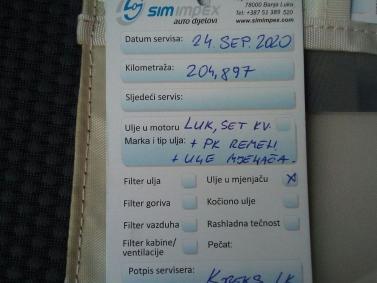 SIM IMPEX
auto djelovi
78000 Banja Luka
Tel: +387 51 389 520
www.simimpex.com
Datum servisa: 24. SEP. 2020
Kilometraža: 204,897
Sljedeći servis:
Ulje u motoru LUK, SET KV.
Marka i tip ulja: + PK REMEN
+ ULJE MJENJAČA.
Filter ulja Ulje u mjenjaču X
Filter goriva Kočiono ulje
Filter vazduha Rashladna tečnost
Filter kabine/ Pečat:
ventilacije
Potpis servisera: